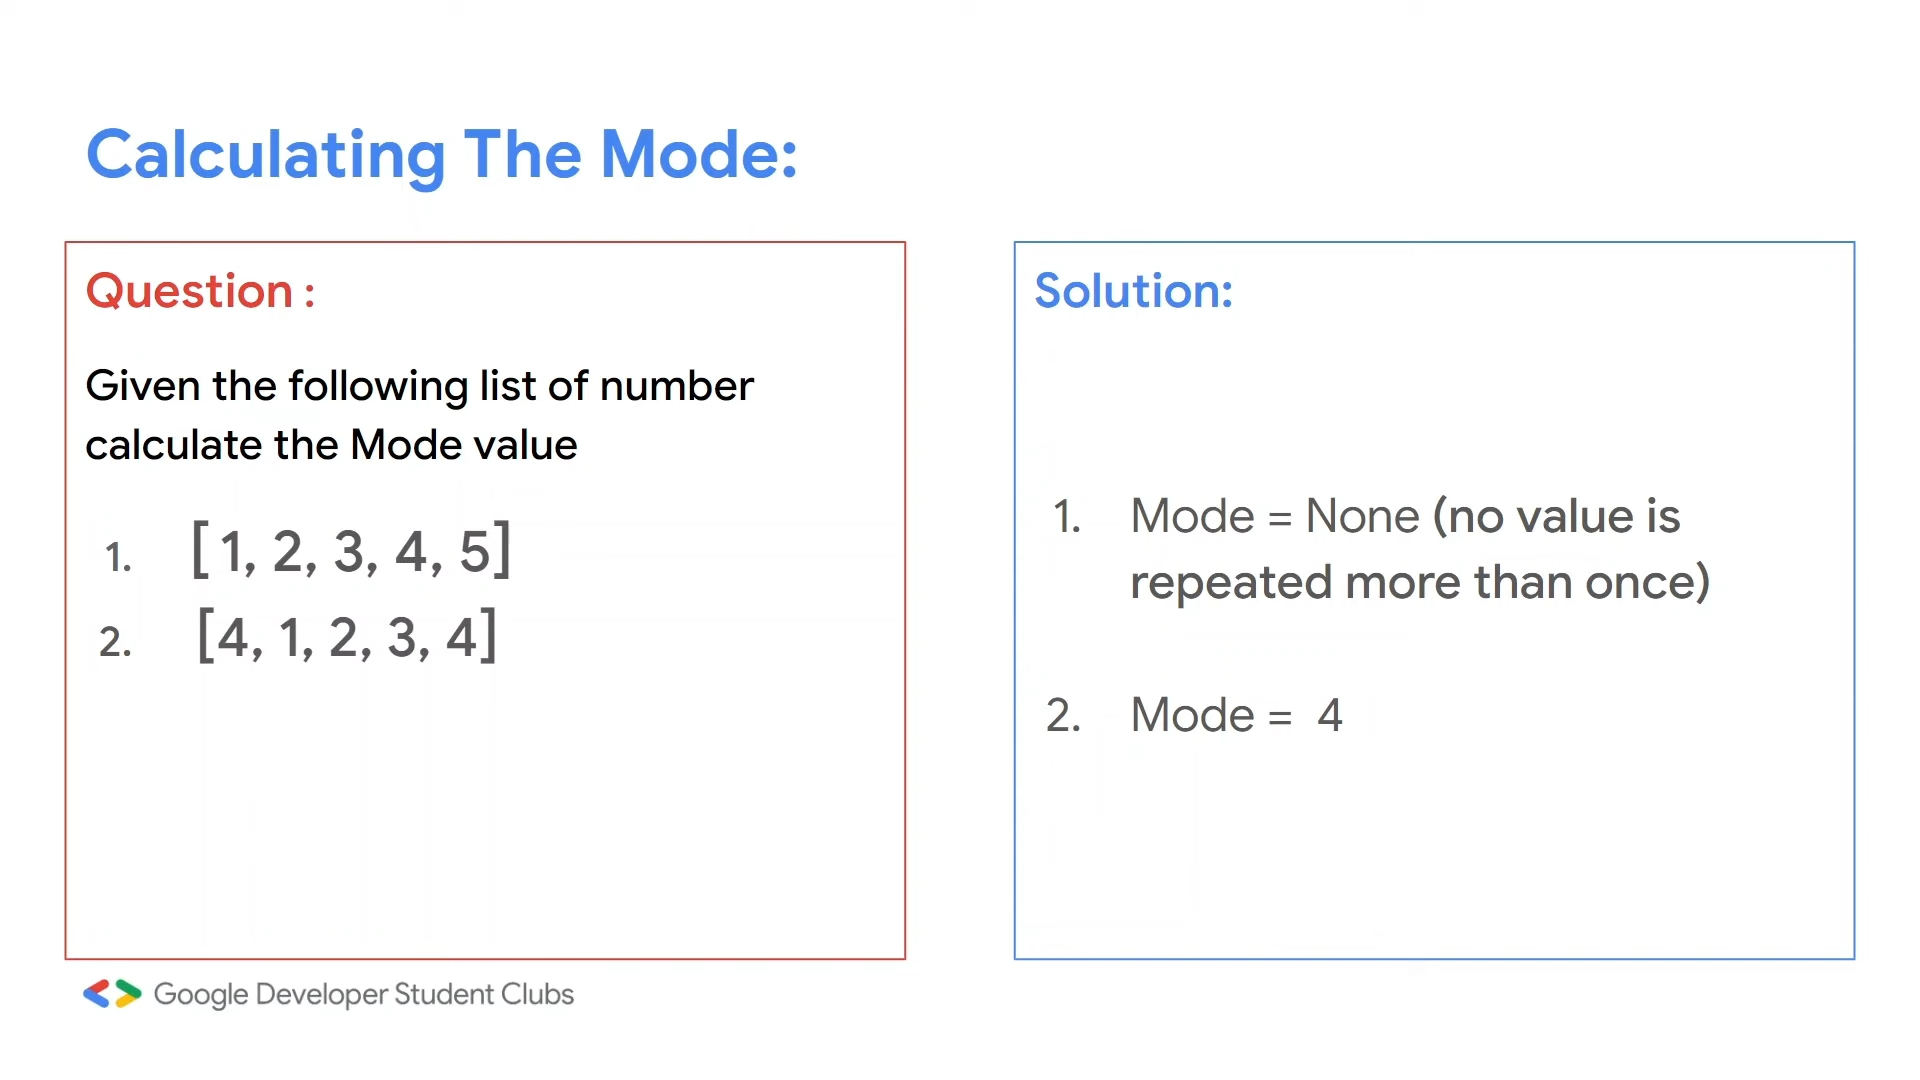 Calculating The Mode:
Question :
Given the following list of number
calculate the Mode value
1. [ 1, 2, 3, 4, 5]
2. [4, 1, 2, 3, 4]
Solution:
1. Mode = None (no value is
repeated more than once)
2. Mode = 4
Google Developer Student Clubs